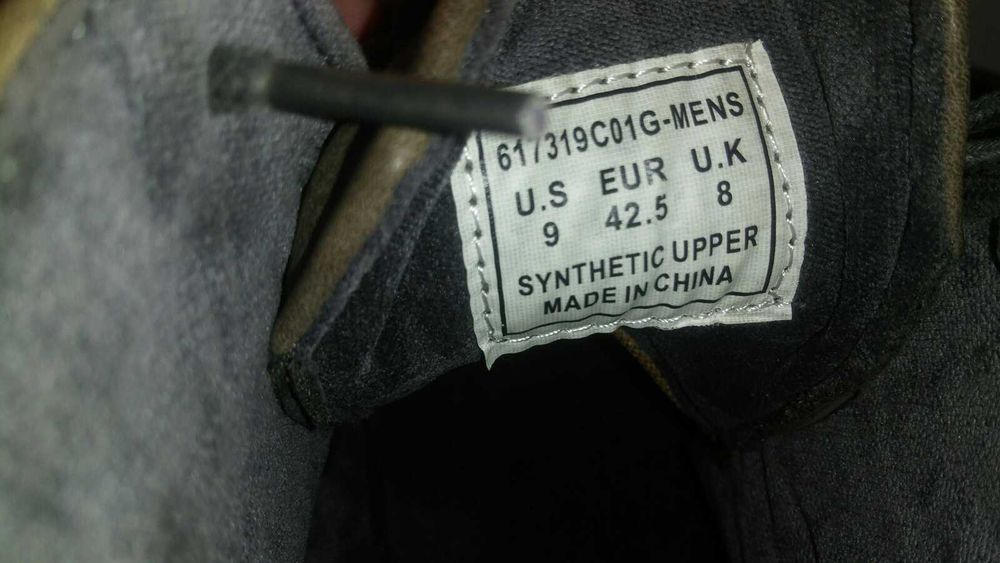 617319C01G-MENS
U.S EUR U.K
9 42.5 8
SYNTHETIC UPPER
MADE IN CHINA